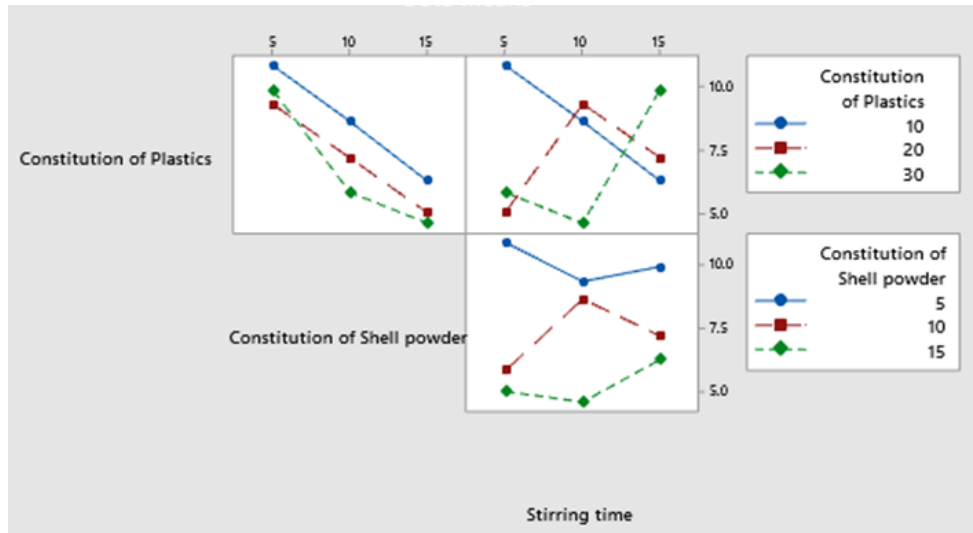 5 10 15 5 10 15
Constitution of Plastics
10.0
7.5
5.0
Constitution
of Plastics
10
20
30
Constitution of Shell powder
10.0
7.5
5.0
Constitution of
Shell powder
5
10
15
Stirring time